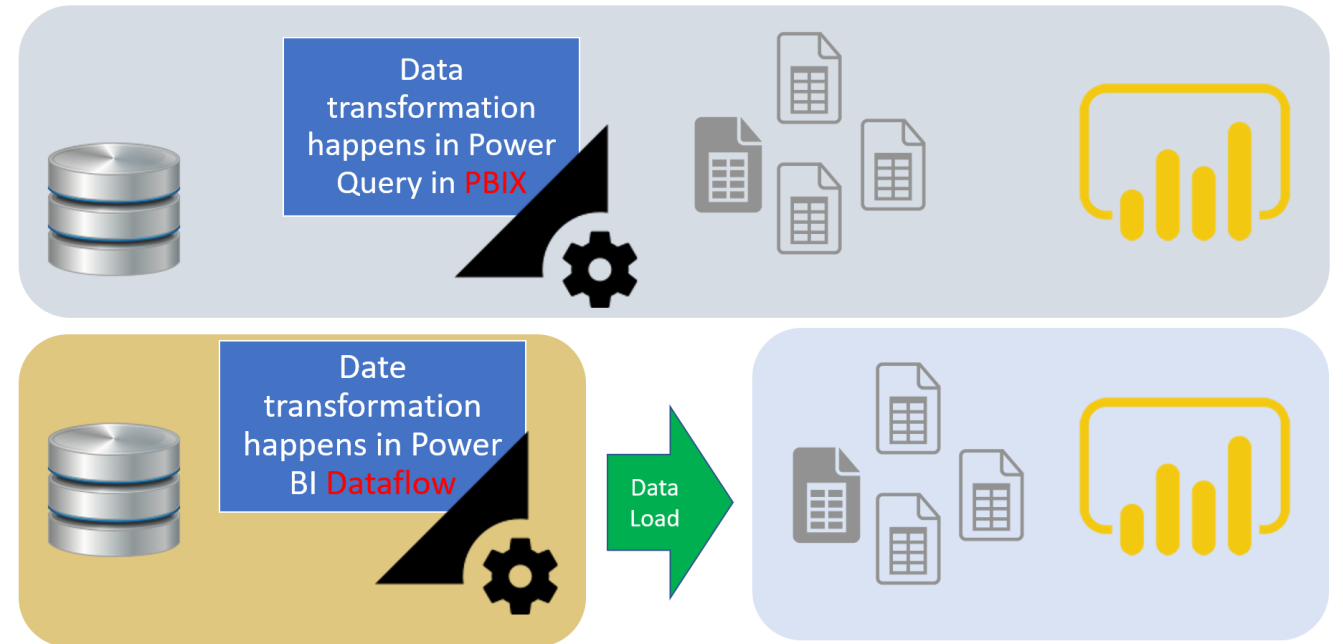 Data
transformation
happens in Power
Query in PBIX
Date
transformation
happens in Power
BI Dataflow
Data
Load